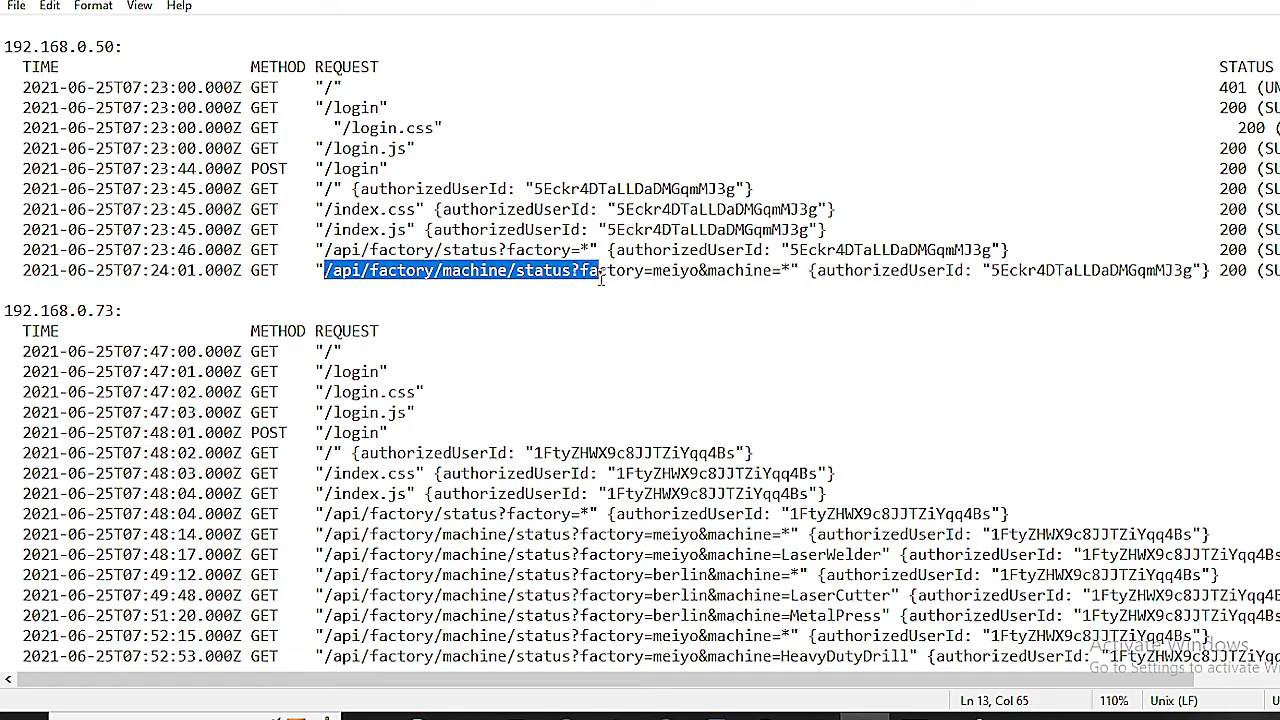 File Edit Format View Help
192.168.0.50:
TIME METHOD REQUEST STATUS
2021-06-25T07:23:00.000Z GET "/" 401 (UN
2021-06-25T07:23:00.000Z GET "/login" 200 (SU
2021-06-25T07:23:00.000Z GET "/login.css" 200 (
2021-06-25T07:23:00.000Z GET "/login.js" 200 (SU
2021-06-25T07:23:44.000Z POST "/login" 200 (SU
2021-06-25T07:23:45.000Z GET "/" {authorizedUserId: "5Eckr4DTaLLDaDMGqmMJ3g"} 200 (SU
2021-06-25T07:23:45.000Z GET "/index.css" {authorizedUserId: "5Eckr4DTaLLDaDMGqmMJ3g"} 200 (SU
2021-06-25T07:23:45.000Z GET "/index.js" {authorizedUserId: "5Eckr4DTaLLDaDMGqmMJ3g"} 200 (SU
2021-06-25T07:23:46.000Z GET "/api/factory/status?factory=*" {authorizedUserId: "5Eckr4DTaLLDaDMGqmMJ3g"} 200 (SU
2021-06-25T07:24:01.000Z GET "/api/factory/machine/status?factory=meiyo&machine=*" {authorizedUserId: "5Eckr4DTaLLDaDMGqmMJ3g"} 200 (SU
192.168.0.73:
TIME METHOD REQUEST
2021-06-25T07:47:00.000Z GET "/"
2021-06-25T07:47:01.000Z GET "/login"
2021-06-25T07:47:02.000Z GET "/login.css"
2021-06-25T07:47:03.000Z GET "/login.js"
2021-06-25T07:48:01.000Z POST "/login"
2021-06-25T07:48:02.000Z GET "/" {authorizedUserId: "1FtyZHWX9c8JJTZiYqq4Bs"}
2021-06-25T07:48:03.000Z GET "/index.css" {authorizedUserId: "1FtyZHWX9c8JJTZiYqq4Bs"}
2021-06-25T07:48:04.000Z GET "/index.js" {authorizedUserId: "1FtyZHWX9c8JJTZiYqq4Bs"}
2021-06-25T07:48:04.000Z GET "/api/factory/status?factory=*" {authorizedUserId: "1FtyZHWX9c8JJTZiYqq4Bs"}
2021-06-25T07:48:14.000Z GET "/api/factory/machine/status?factory=meiyo&machine=*" {authorizedUserId: "1FtyZHWX9c8JJTZiYqq4Bs"}
2021-06-25T07:48:17.000Z GET "/api/factory/machine/status?factory=meiyo&machine=LaserWelder" {authorizedUserId: "1FtyZHWX9c8JJTZiYqq4Bs
2021-06-25T07:49:12.000Z GET "/api/factory/machine/status?factory=berlin&machine=*" {authorizedUserId: "1FtyZHWX9c8JJTZiYqq4Bs"}
2021-06-25T07:49:48.000Z GET "/api/factory/machine/status?factory=berlin&machine=LaserCutter" {authorizedUserId: "1FtyZHWX9c8JJTZiYqq4B
2021-06-25T07:51:20.000Z GET "/api/factory/machine/status?factory=berlin&machine=MetalPress" {authorizedUserId: "1FtyZHWX9c8JJTZiYqq4Bs
2021-06-25T07:52:15.000Z GET "/api/factory/machine/status?factory=meiyo&machine=*" {authorizedUserId: "1FtyZHWX9c8JJTZiYqq4Bs"}
2021-06-25T07:52:53.000Z GET "/api/factory/machine/status?factory=meiyo&machine=HeavyDutyDrill" {authorizedUserId: "1FtyZHWX9c8JJTZiYqq
Activate Windows
Go to Settings to activate Wi
Ln 13, Col 65 110% Unix (LF) U